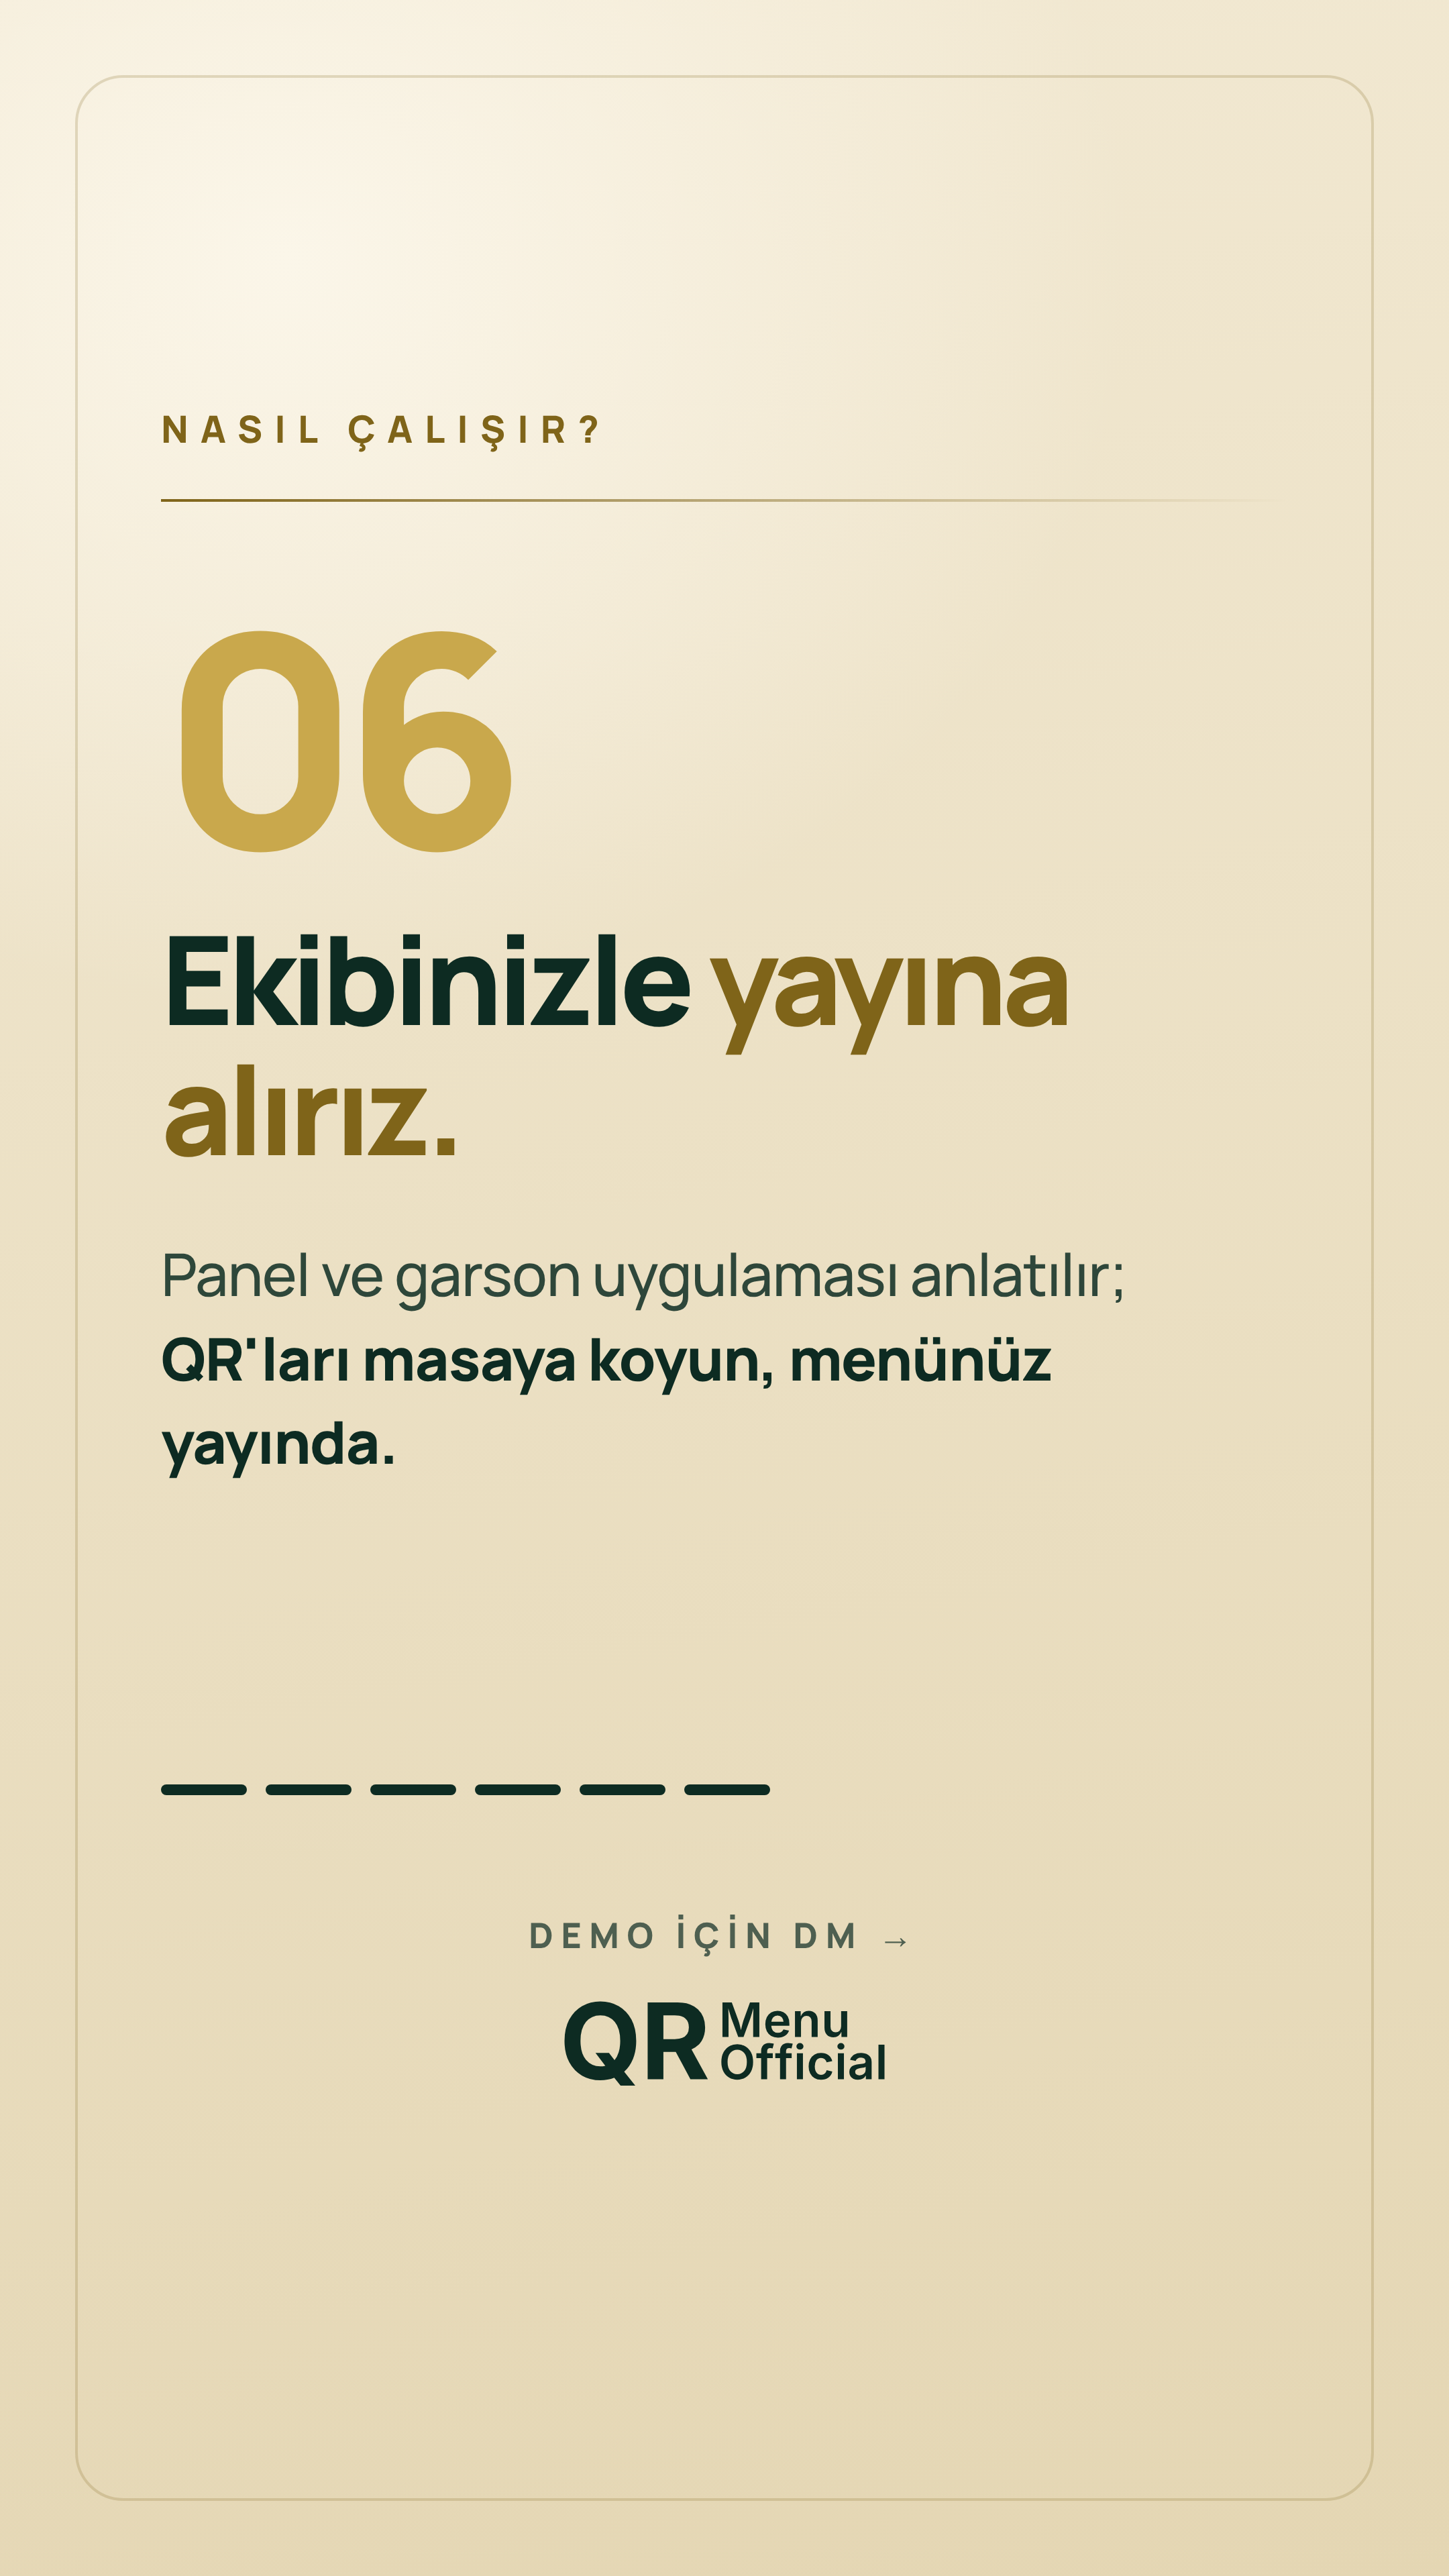 NASIL ÇALIŞIR?
06
Ekibinizle yayına
alırız.
Panel ve garson uygulaması anlatılır;
QR'ları masaya koyun, menünüz
yayında.
DEMO İÇİN DM →
QR Menu
Official